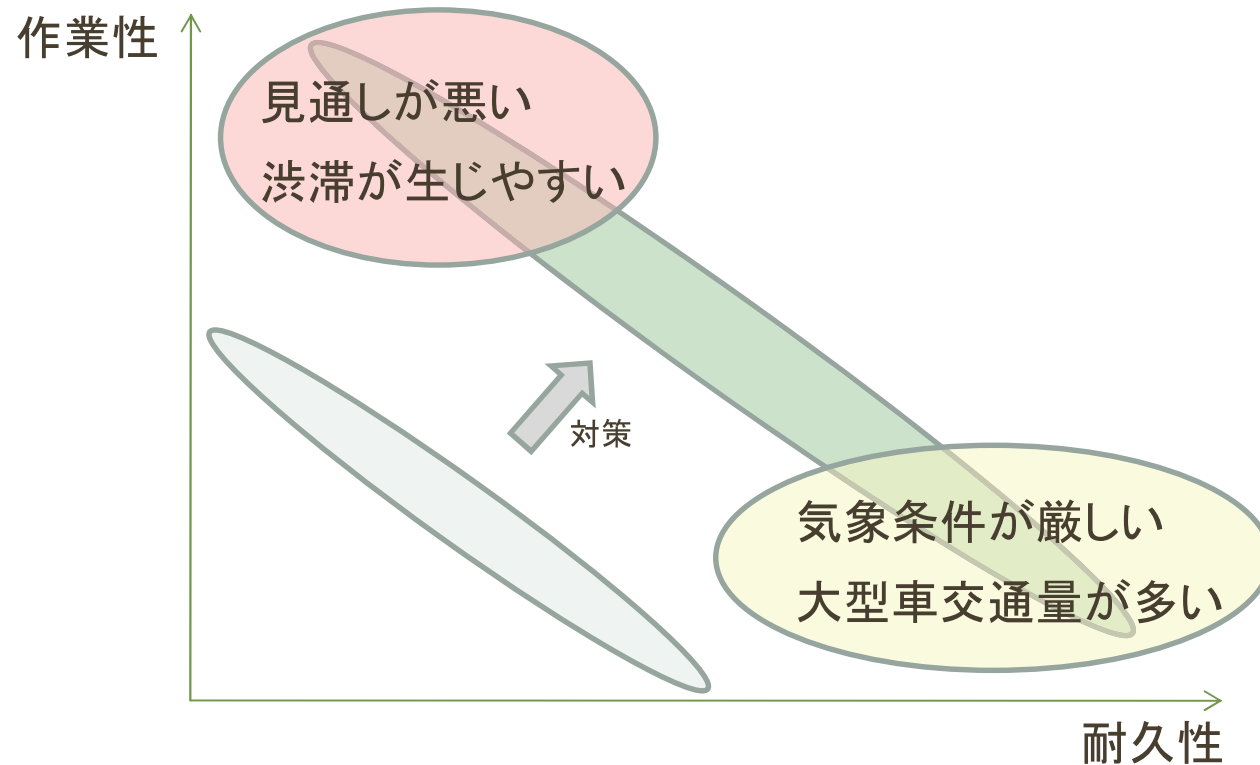 作業性
見通しが悪い
渋滞が生じやすい
対策
気象条件が厳しい
大型車交通量が多い
耐久性